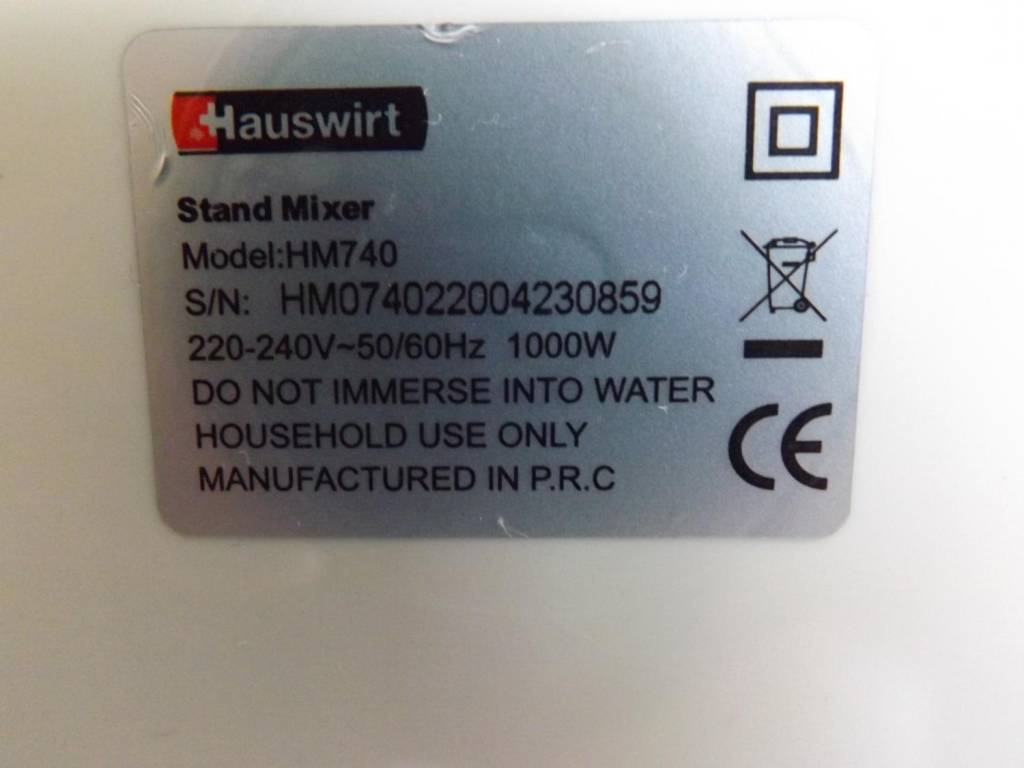 Hauswirt
Stand Mixer
Model:HM740
S/N: HM074022004230859
220-240V~50/60Hz 1000W
DO NOT IMMERSE INTO WATER
HOUSEHOLD USE ONLY
MANUFACTURED IN P.R.C
CE